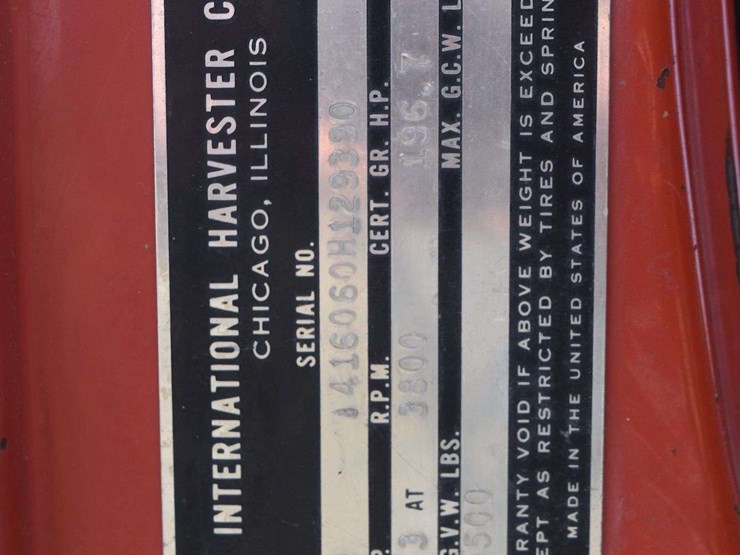 INTERNATIONAL HARVESTER C
CHICAGO, ILLINOIS
SERIAL NO.
416060H129390
P. R.P.M. CERT. GR. H.P.
3 AT 3800 196.7
G.V.W. LBS. MAX. G.C.W. L
500
RANTY VOID IF ABOVE WEIGHT IS EXCEED
EPT AS RESTRICTED BY TIRES AND SPRIN
MADE IN THE UNITED STATES OF AMERICA